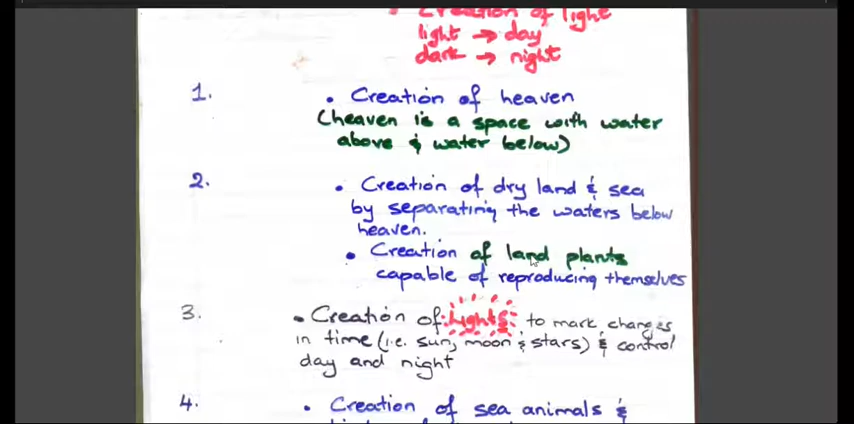 • Creation of light
light → day
dark → night
1. • Creation of heaven
(heaven is a space with water
above & water below)
2. • Creation of dry land & sea
by separating the waters below
heaven.
• Creation of land plants
capable of reproducing themselves
3. • Creation of lights to mark changes
in time (i.e. sun, moon & stars) & control
day and night
4. • Creation of sea animals &